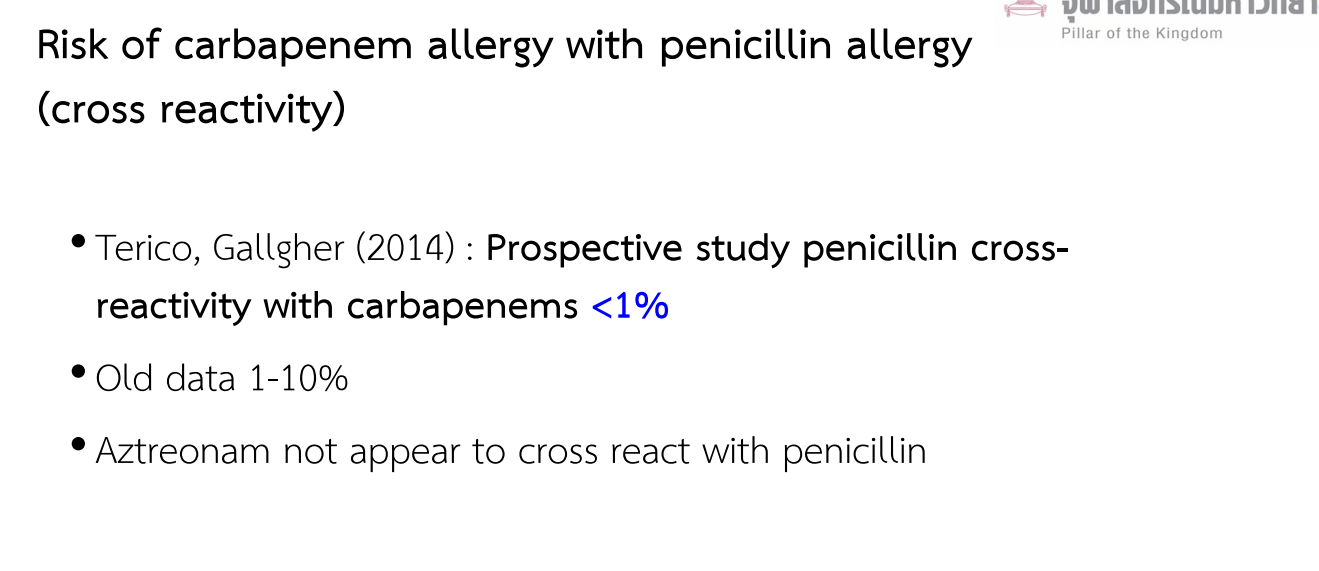 Pillar of the Kingdom
Risk of carbapenem allergy with penicillin allergy
(cross reactivity)
• Terico, Gallgher (2014) : Prospective study penicillin cross-
reactivity with carbapenems <1%
• Old data 1-10%
• Aztreonam not appear to cross react with penicillin